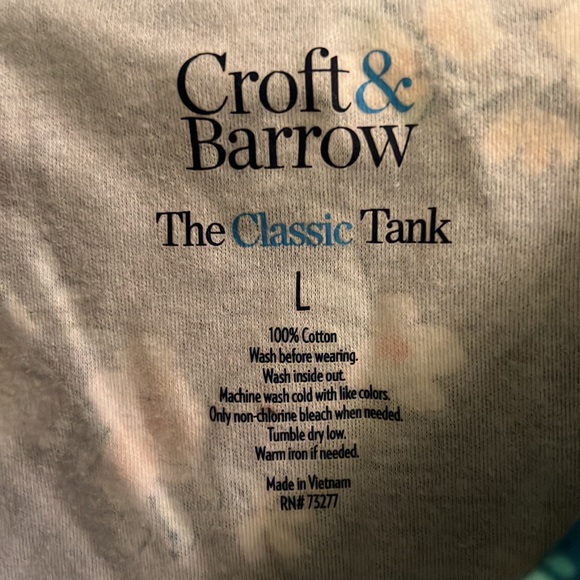 Croft&
Barrow
The Classic Tank
L
100% Cotton
Wash before wearing.
Wash inside out.
Machine wash cold with like colors.
Only non-chlorine bleach when needed.
Tumble dry low.
Warm iron if needed.
Made in Vietnam
RN# 73277